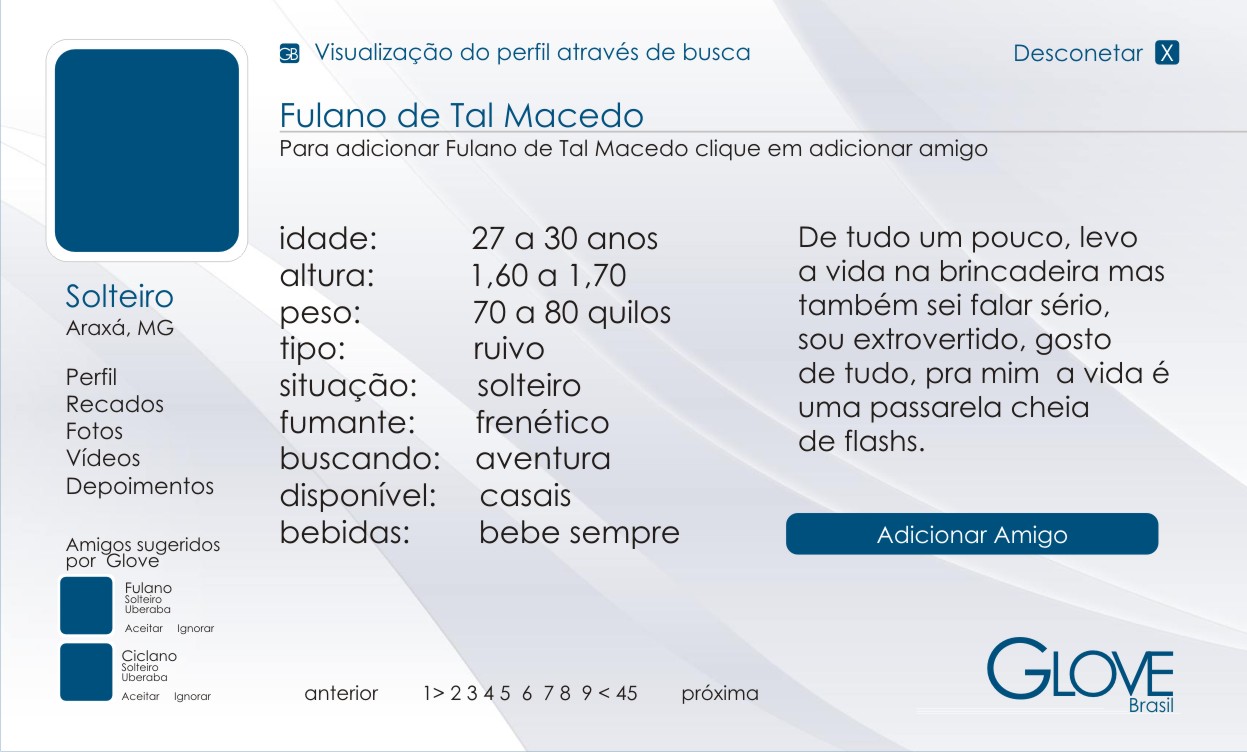 GB Visualização do perfil através de busca
Desconetar X
Fulano de Tal Macedo
Para adicionar Fulano de Tal Macedo clique em adicionar amigo
Solteiro
Araxá, MG
Perfil
Recados
Fotos
Vídeos
Depoimentos
Amigos sugeridos
por Glove
Fulano
Solteiro
Uberaba
Aceitar Ignorar
Ciclano
Solteiro
Uberaba
Aceitar Ignorar
idade: 27 a 30 anos
altura: 1,60 a 1,70
peso: 70 a 80 quilos
tipo: ruivo
situação: solteiro
fumante: frenético
buscando: aventura
disponível: casais
bebidas: bebe sempre
De tudo um pouco, levo
a vida na brincadeira mas
também sei falar sério,
sou extrovertido, gosto
de tudo, pra mim a vida é
uma passarela cheia
de flashs.
Adicionar Amigo
anterior 1> 2 3 4 5 6 7 8 9 < 45 próxima
GLOVE
Brasil